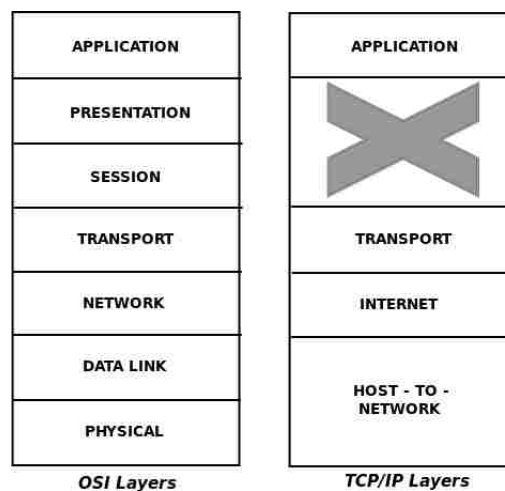 APPLICATION
PRESENTATION
SESSION
TRANSPORT
NETWORK
DATA LINK
PHYSICAL
OSI Layers
APPLICATION
TRANSPORT
INTERNET
HOST - TO -
NETWORK
TCP/IP Layers